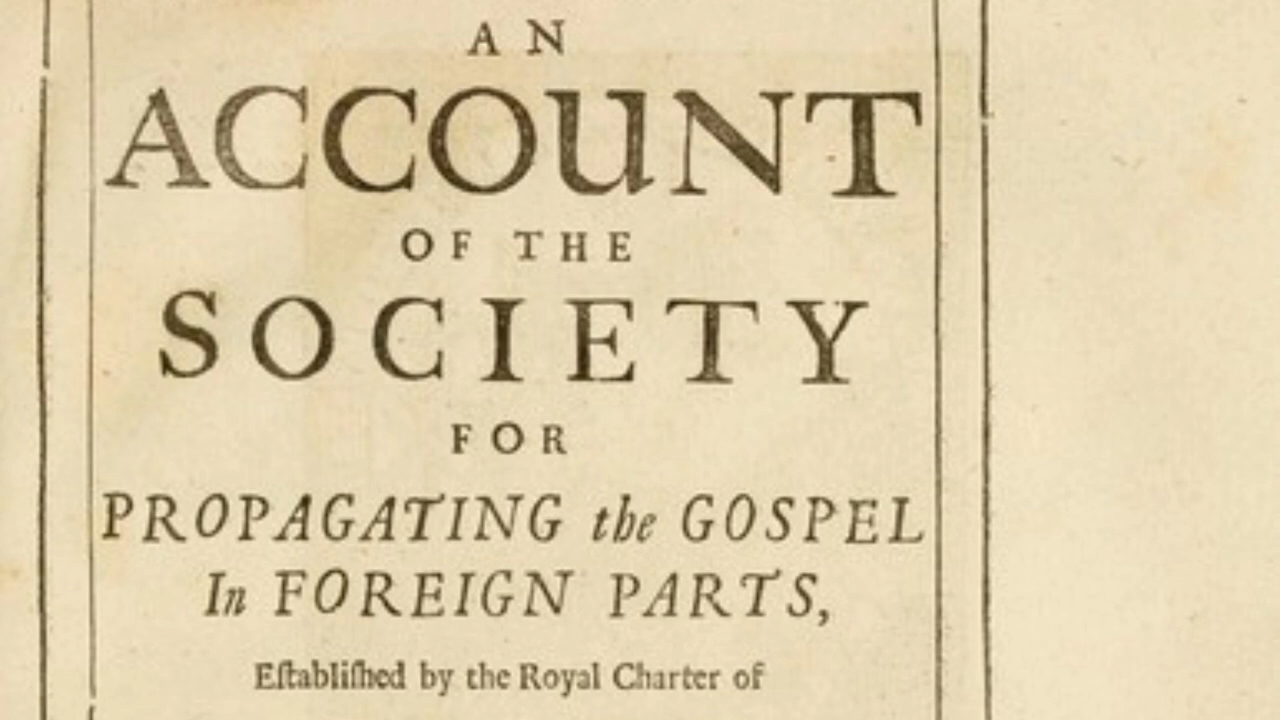 AN
ACCOUNT
OF THE
SOCIETY
FOR
PROPAGATING the GOSPEL
In FOREIGN PARTS,
Eſtabliſhed by the Royal Charter of